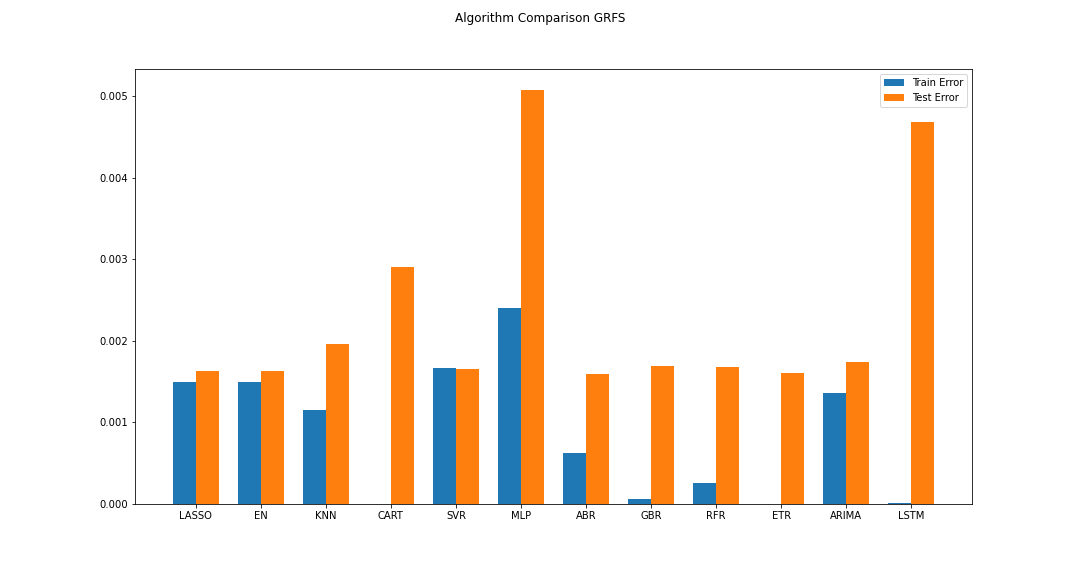 Algorithm Comparison GRFS
Train Error
Test Error
0.005
0.004
0.003
0.002
0.001
0.000
LASSO EN KNN CART SVR MLP ABR GBR RFR ETR ARIMA LSTM